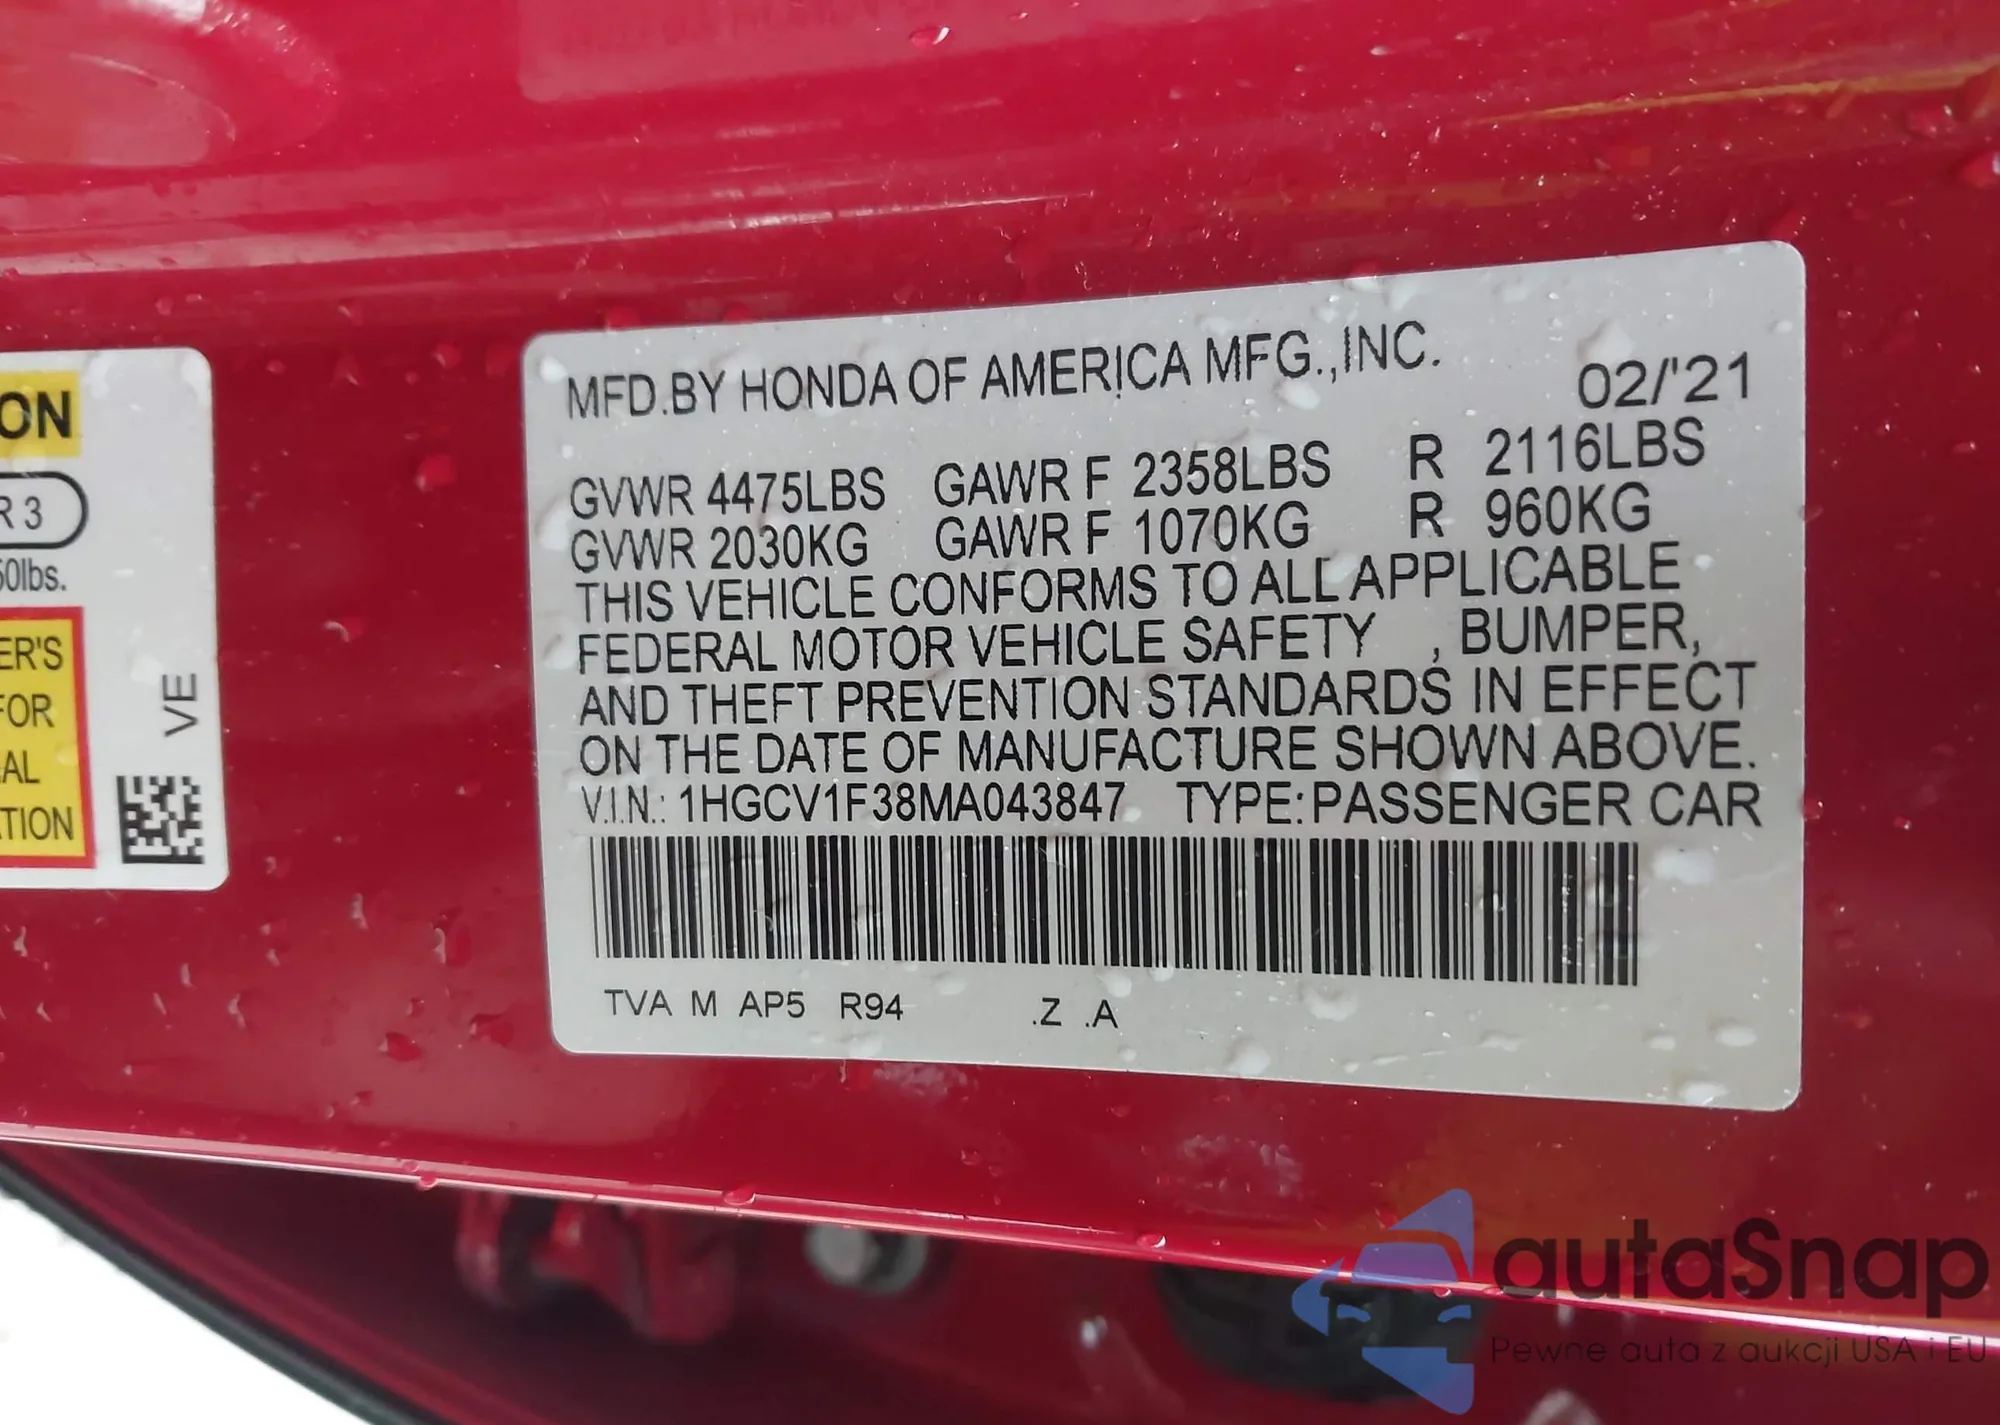 ON
R 3
50lbs.
ER'S
FOR
AL
TION
VE
MFD.BY HONDA OF AMERICA MFG.,INC.
02/'21
GVWR 4475LBS GAWR F 2358LBS R 2116LBS
GVWR 2030KG GAWR F 1070KG R 960KG
THIS VEHICLE CONFORMS TO ALL APPLICABLE
FEDERAL MOTOR VEHICLE SAFETY , BUMPER,
AND THEFT PREVENTION STANDARDS IN EFFECT
ON THE DATE OF MANUFACTURE SHOWN ABOVE.
V.I.N.: 1HGCV1F38MA043847 TYPE:PASSENGER CAR
TVA M AP5 R94 .Z .A
autaSnap
Pewne auta z aukcji USA i EU